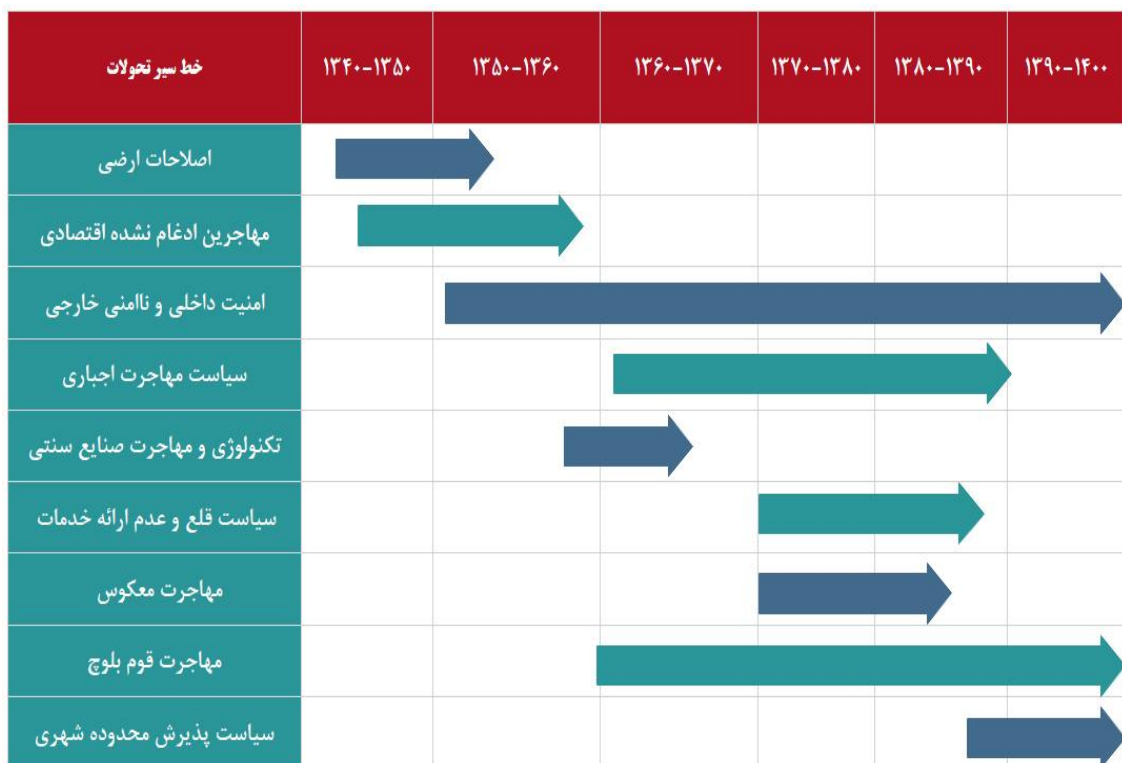 خط سیر تحولات
۱۳۴۰-۱۳۵۰
۱۳۵۰-۱۳۶۰
۱۳۶۰-۱۳۷۰
۱۳۷۰-۱۳۸۰
۱۳۸۰-۱۳۹۰
۱۳۹۰-۱۴۰۰
اصلاحات ارضی
مهاجرین ادغام نشده اقتصادی
امنیت داخلی و ناامنی خارجی
سیاست مهاجرت اجباری
تکنولوژی و مهاجرت صنایع سنتی
سیاست قلع و عدم ارائه خدمات
مهاجرت معکوس
مهاجرت قوم بلوچ
سیاست پذیرش محدوده شهری